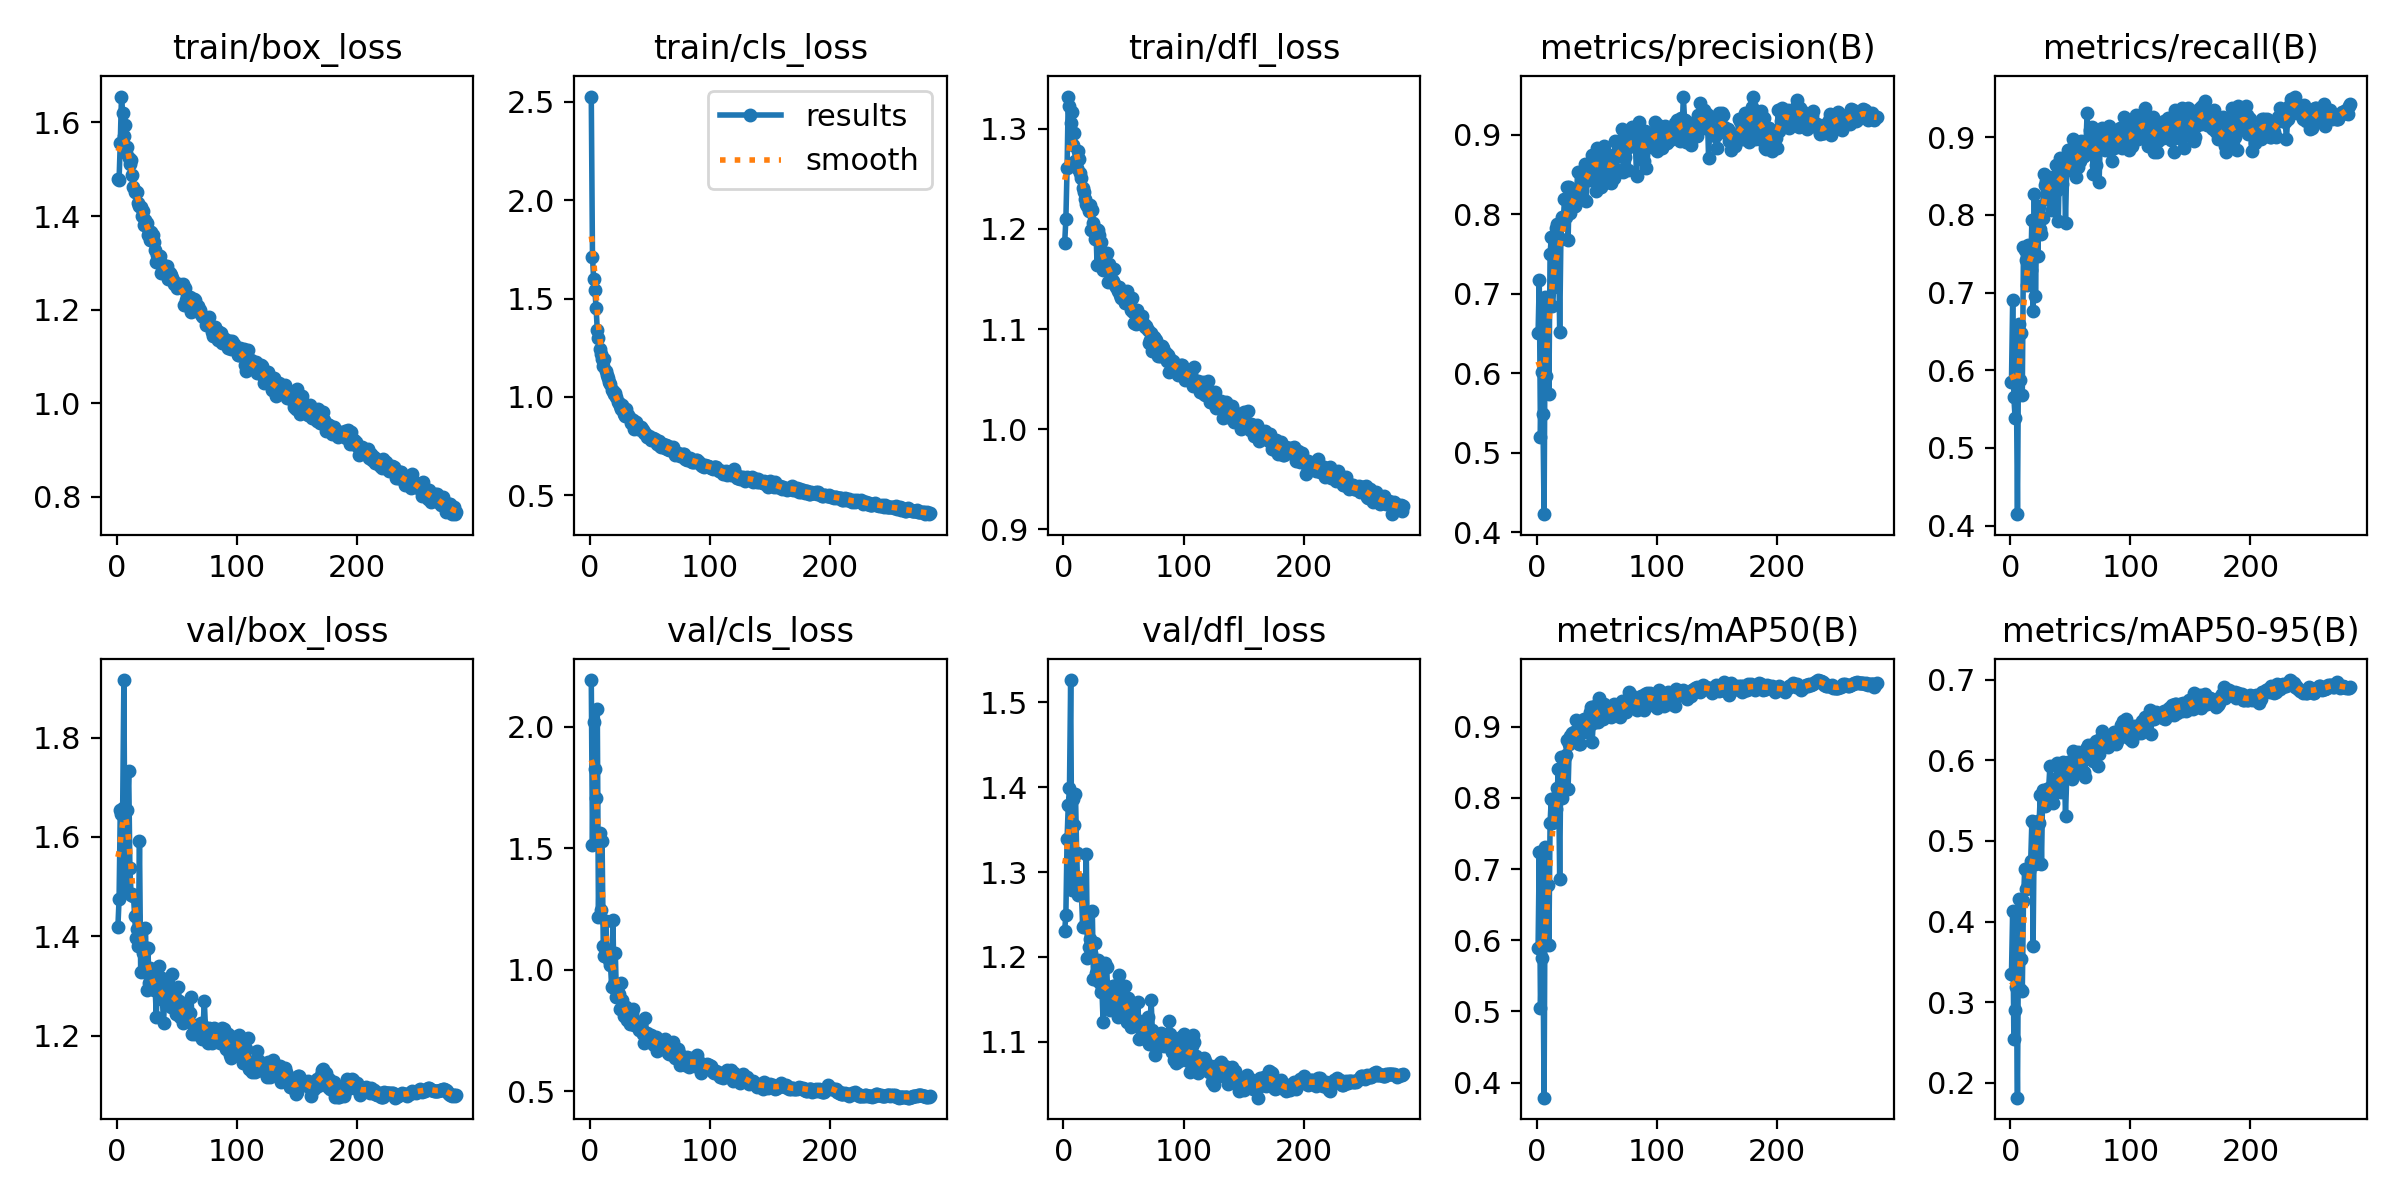 train/box_loss
1.6
1.4
1.2
1.0
0.8
0 100 200
train/cls_loss
results
smooth
2.5
2.0
1.5
1.0
0.5
0 100 200
train/dfl_loss
1.3
1.2
1.1
1.0
0.9
0 100 200
metrics/precision(B)
0.9
0.8
0.7
0.6
0.5
0.4
0 100 200
metrics/recall(B)
0.9
0.8
0.7
0.6
0.5
0.4
0 100 200
val/box_loss
1.8
1.6
1.4
1.2
0 100 200
val/cls_loss
2.0
1.5
1.0
0.5
0 100 200
val/dfl_loss
1.5
1.4
1.3
1.2
1.1
0 100 200
metrics/mAP50(B)
0.9
0.8
0.7
0.6
0.5
0.4
0 100 200
metrics/mAP50-95(B)
0.7
0.6
0.5
0.4
0.3
0.2
0 100 200